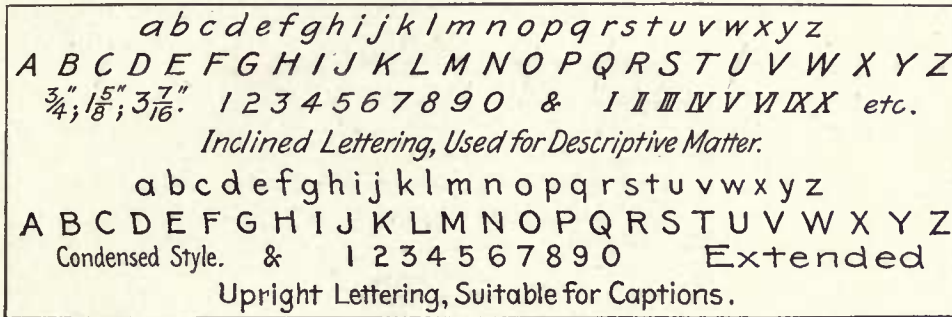 a b c d e f g h i j k l m n o p q r s t u v w x y z
A B C D E F G H I J K L M N O P Q R S T U V W X Y Z
3/4"; 1 5/8"; 3 7/16". 1 2 3 4 5 6 7 8 9 0 & I II III IV V VI IX X etc.
Inclined Lettering, Used for Descriptive Matter.
a b c d e f g h i j k l m n o p q r s t u v w x y z
A B C D E F G H I J K L M N O P Q R S T U V W X Y Z
Condensed Style. & 1 2 3 4 5 6 7 8 9 0 Extended
Upright Lettering, Suitable for Captions.